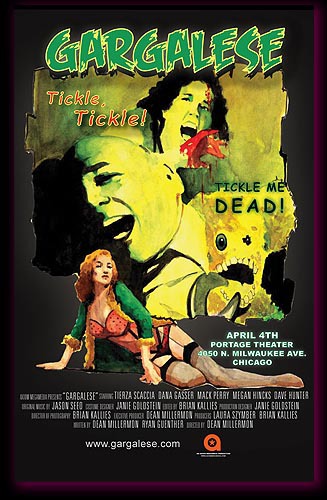 GARGALESE
Tickle,
Tickle!
TICKLE ME
DEAD!
APRIL 4TH
PORTAGE THEATER
4050 N. MILWAUKEE AVE.
CHICAGO
PRESENTS "GARGALESE" STARRING TIERZA SCACCIA DANA GASSER MACK PERRY MEGAN HINCKS DAVE HUNTER
ORIGINAL MUSIC BY JASON SEED COSTUME DESIGNER JANIE GOLDSTEIN EDITED BY BRIAN KALLIES PRODUCTION DESIGNER JANIE GOLDSTEIN
DIRECTOR OF PHOTOGRAPHY BRIAN KALLIES EXECUTIVE PRODUCER DEAN MILLERMON PRODUCED BY LAURA SZYMBER BRIAN KALLIES
WRITTEN BY DEAN MILLERMON RYAN GUENTHER DIRECTED BY DEAN MILLERMON
www.gargalese.com